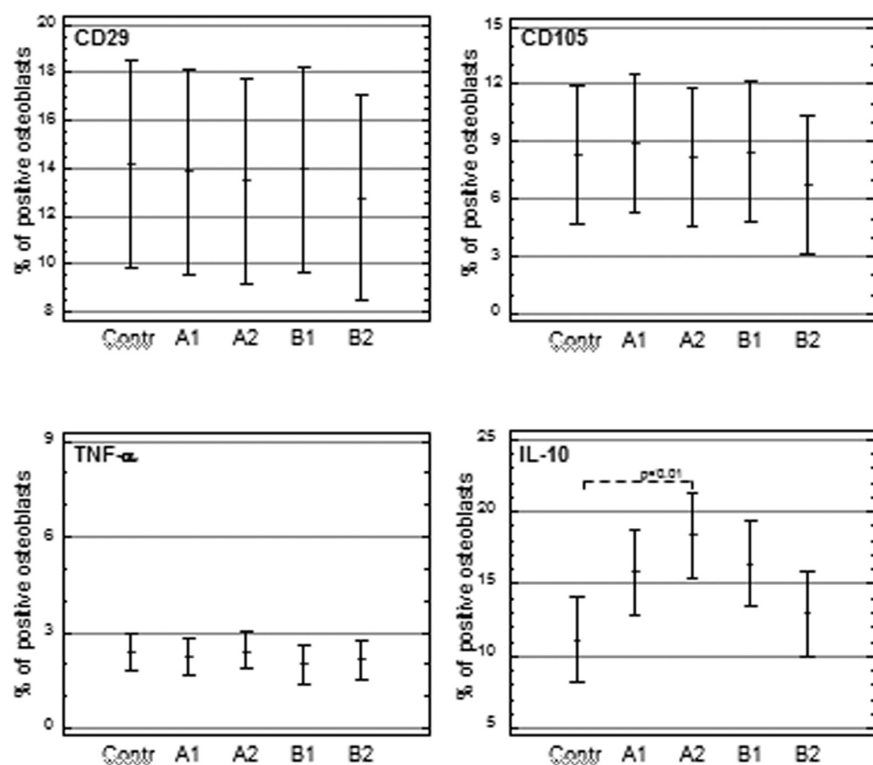 20
CD29
18
16
14
12
10
8
% of positive osteoblasts
Contr A1 A2 B1 B2
15
CD105
12
9
6
3
0
% of positive osteoblasts
Contr A1 A2 B1 B2
9
TNF-α
6
3
0
% of positive osteoblasts
Contr A1 A2 B1 B2
25
IL-10
p=0.01
20
15
10
5
% of positive osteoblasts
Contr A1 A2 B1 B2